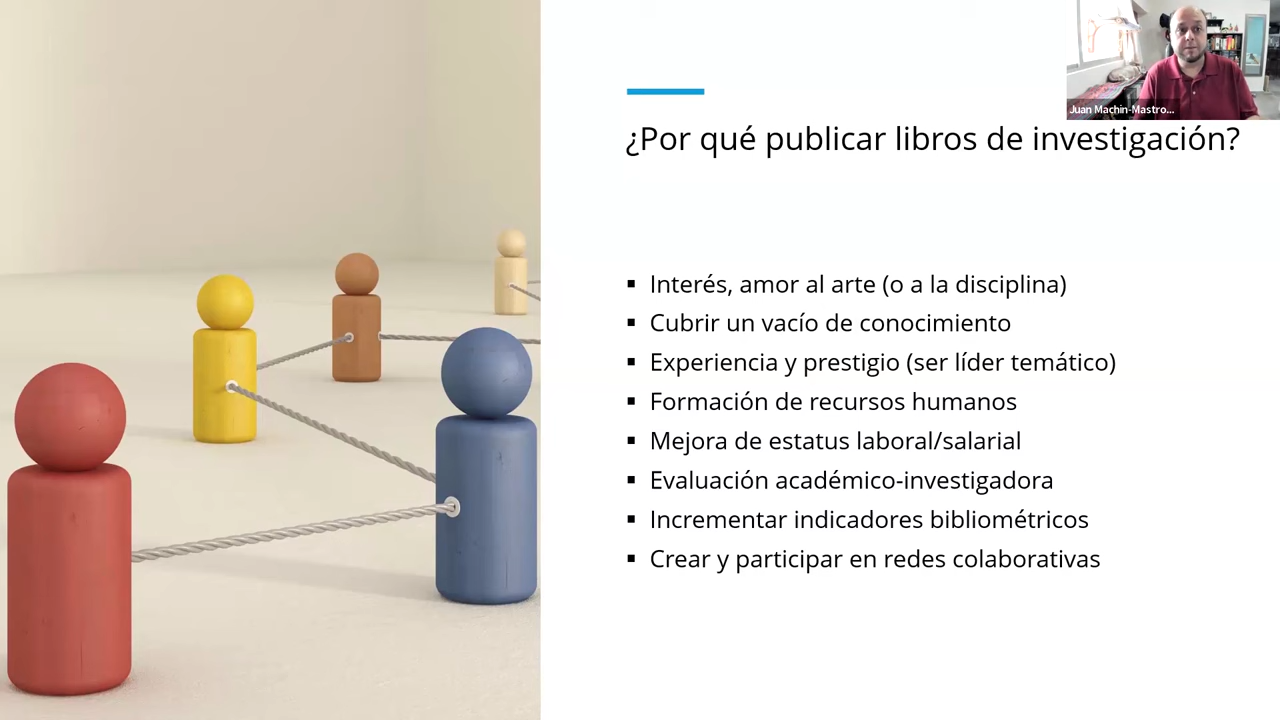 Juan Machin-Mastro...
¿Por qué publicar libros de investigación?
▪ Interés, amor al arte (o a la disciplina)
▪ Cubrir un vacío de conocimiento
▪ Experiencia y prestigio (ser líder temático)
▪ Formación de recursos humanos
▪ Mejora de estatus laboral/salarial
▪ Evaluación académico-investigadora
▪ Incrementar indicadores bibliométricos
▪ Crear y participar en redes colaborativas